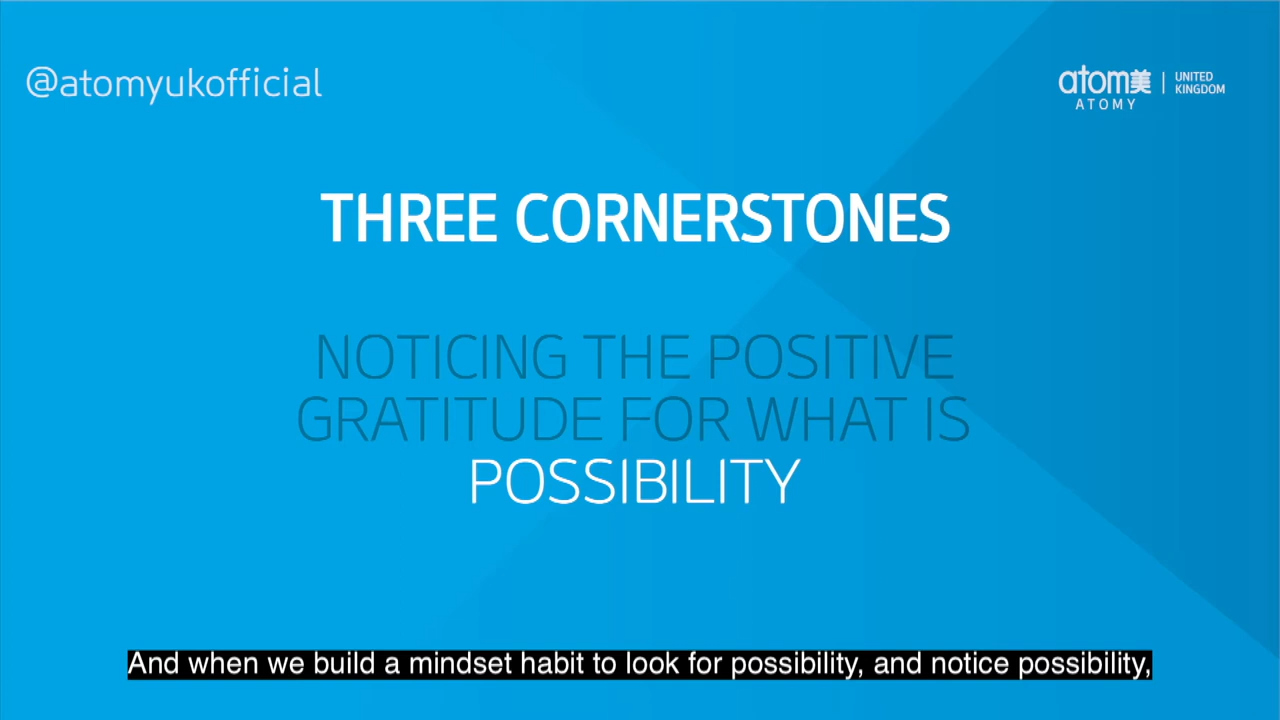 @atomyukofficial
atom美 | UNITED
KINGDOM
ATOMY
THREE CORNERSTONES
NOTICING THE POSITIVE
GRATITUDE FOR WHAT IS
POSSIBILITY
And when we build a mindset habit to look for possibility, and notice possibility,